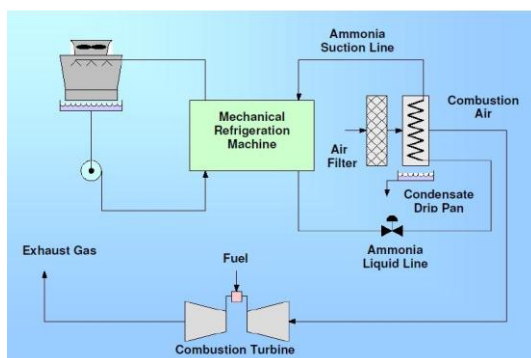 Ammonia
Suction Line
Mechanical
Refrigeration
Machine
Combustion
Air
Air
Filter
Condensate
Drip Pan
Ammonia
Liquid Line
Exhaust Gas
Fuel
Combustion Turbine